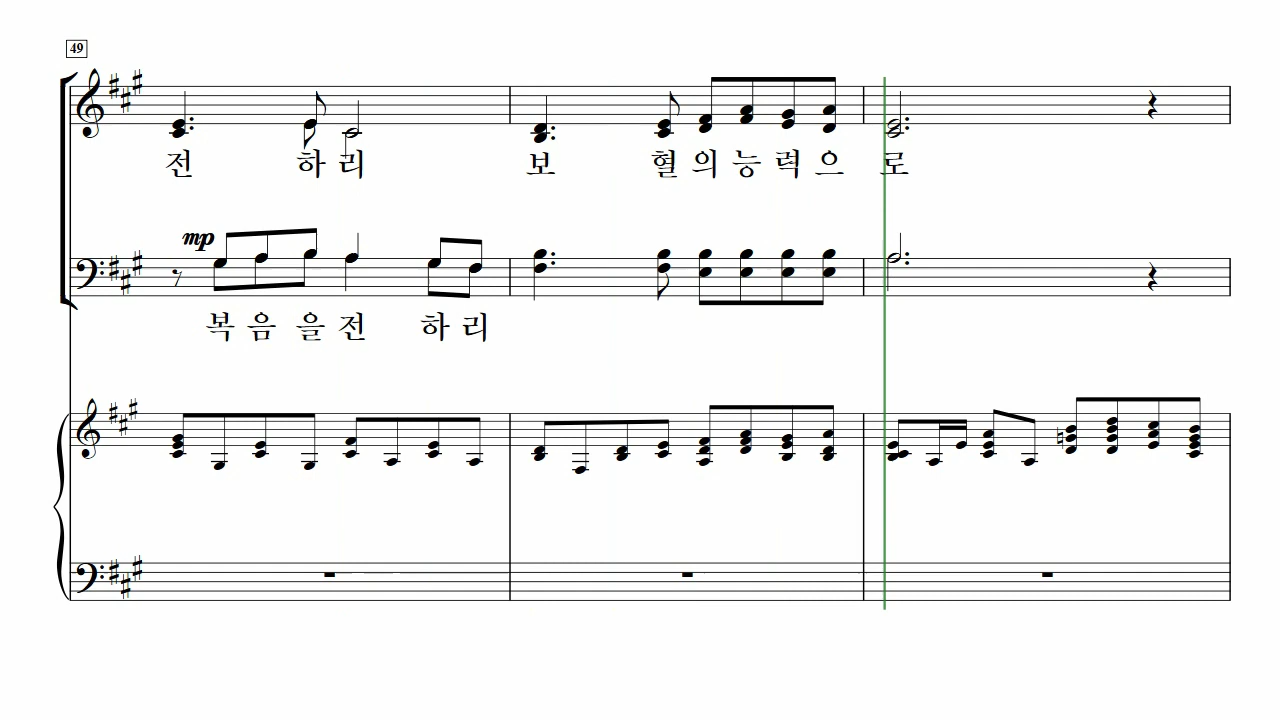 49
전 하 리 보 혈 의 능 력 으 로
mp
복 음 을 전 하 리